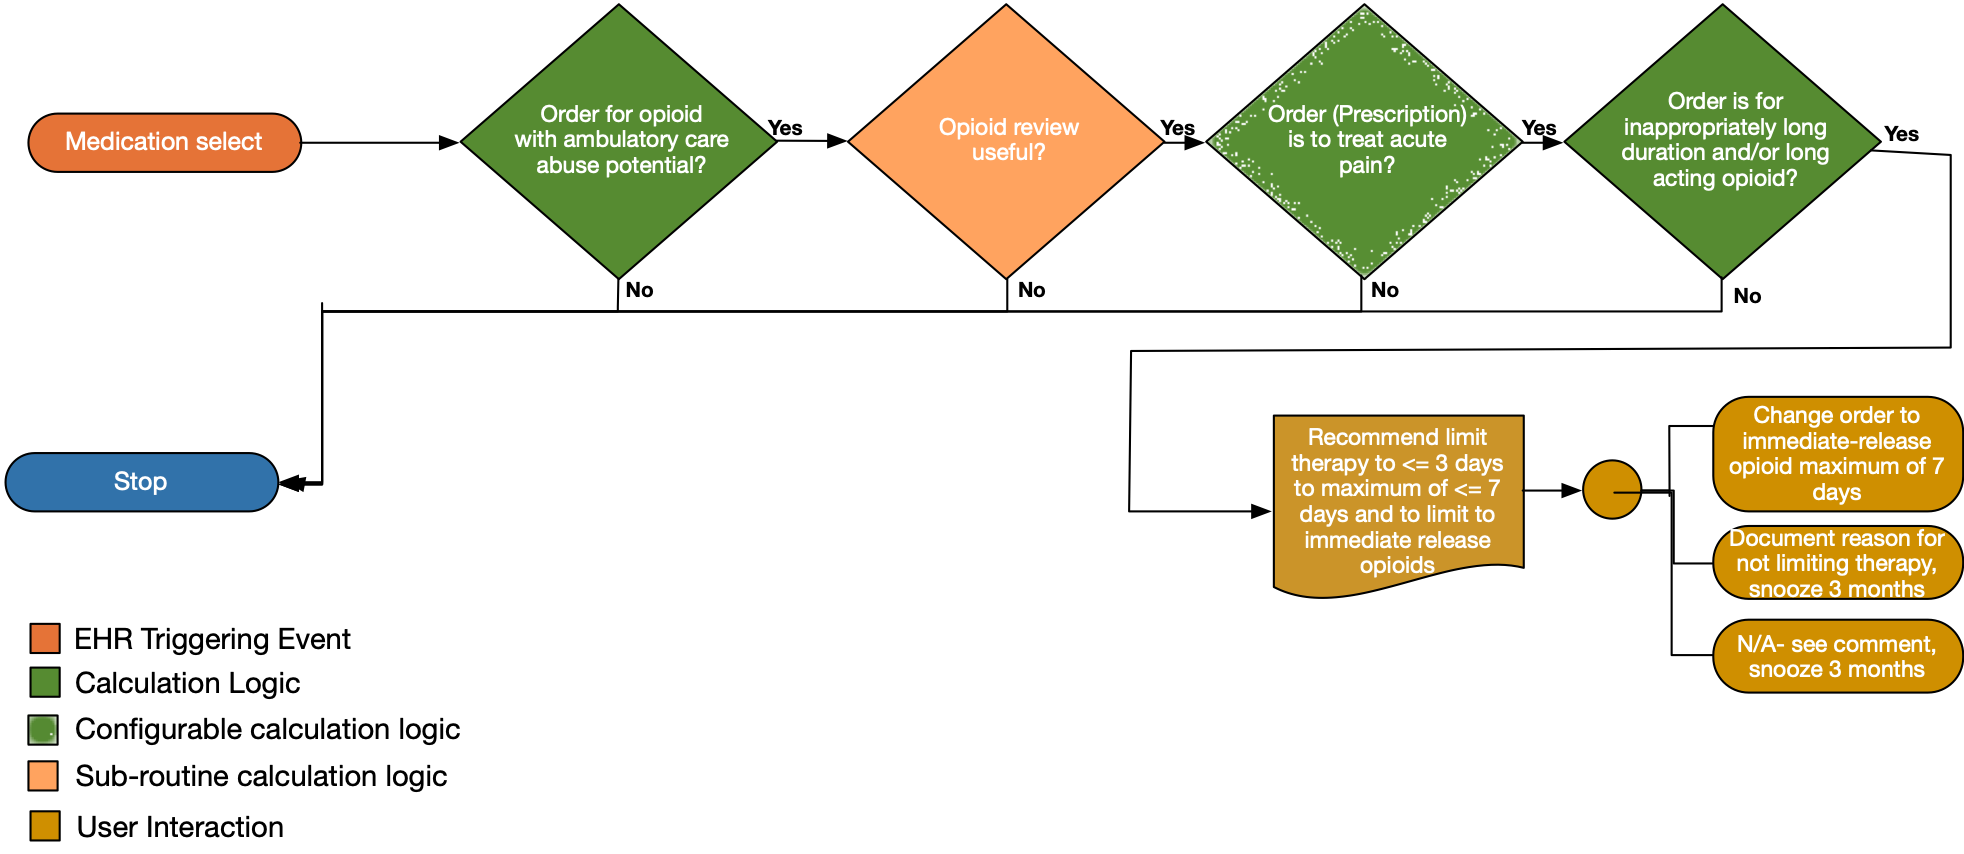 Medication select
Order for opioid
with ambulatory care
abuse potential?
Yes
Opioid review
useful?
Yes
Order (Prescription)
is to treat acute
pain?
Yes
Order is for
inappropriately long
duration and/or long
acting opioid?
Yes
No
No
No
No
Stop
Recommend limit
therapy to <= 3 days
to maximum of <= 7
days and to limit to
immediate release
opioids
Change order to
immediate-release
opioid maximum of 7
days
Document reason for
not limiting therapy,
snooze 3 months
N/A- see comment,
snooze 3 months
EHR Triggering Event
Calculation Logic
Configurable calculation logic
Sub-routine calculation logic
User Interaction